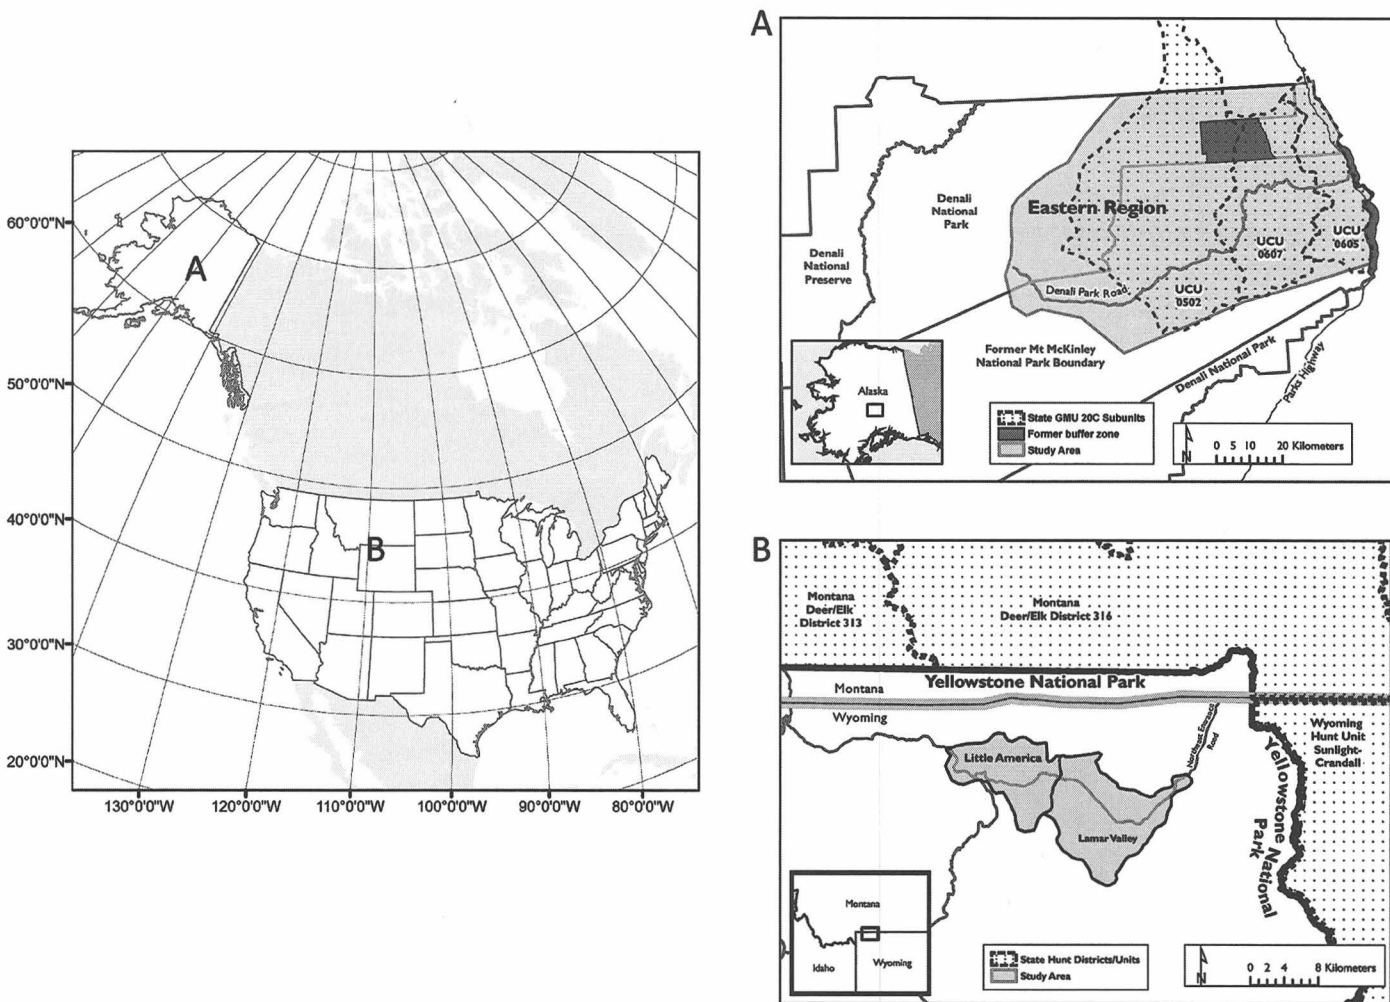 A
60°0'0"N
50°0'0"N
40°0'0"N
30°0'0"N
20°0'0"N
130°0'0"W
120°0'0"W
110°0'0"W
100°0'0"W
90°0'0"W
80°0'0"W
A
B
Denali
National
Park
Denali
National
Preserve
Eastern Region
UCU
0605
UCU
0607
UCU
0502
Denali Park Road
Former Mt McKinley
National Park Boundary
Denali National Park
Parks Highway
Alaska
State GMU 20C Subunits
Former buffer zone
Study Area
N
0 5 10 20 Kilometers
B
Montana
Deer/Elk
District 313
Montana
Deer/Elk District 316
Yellowstone National Park
Montana
Wyoming
Wyoming
Hunt Unit
Sunlight-
Crandall
Northeast Entrance
Road
Little America
Lamar Valley
Yellowstone National
Park
Montana
Idaho
Wyoming
State Hunt Districts/Units
Study Area
N
0 2 4 8 Kilometers